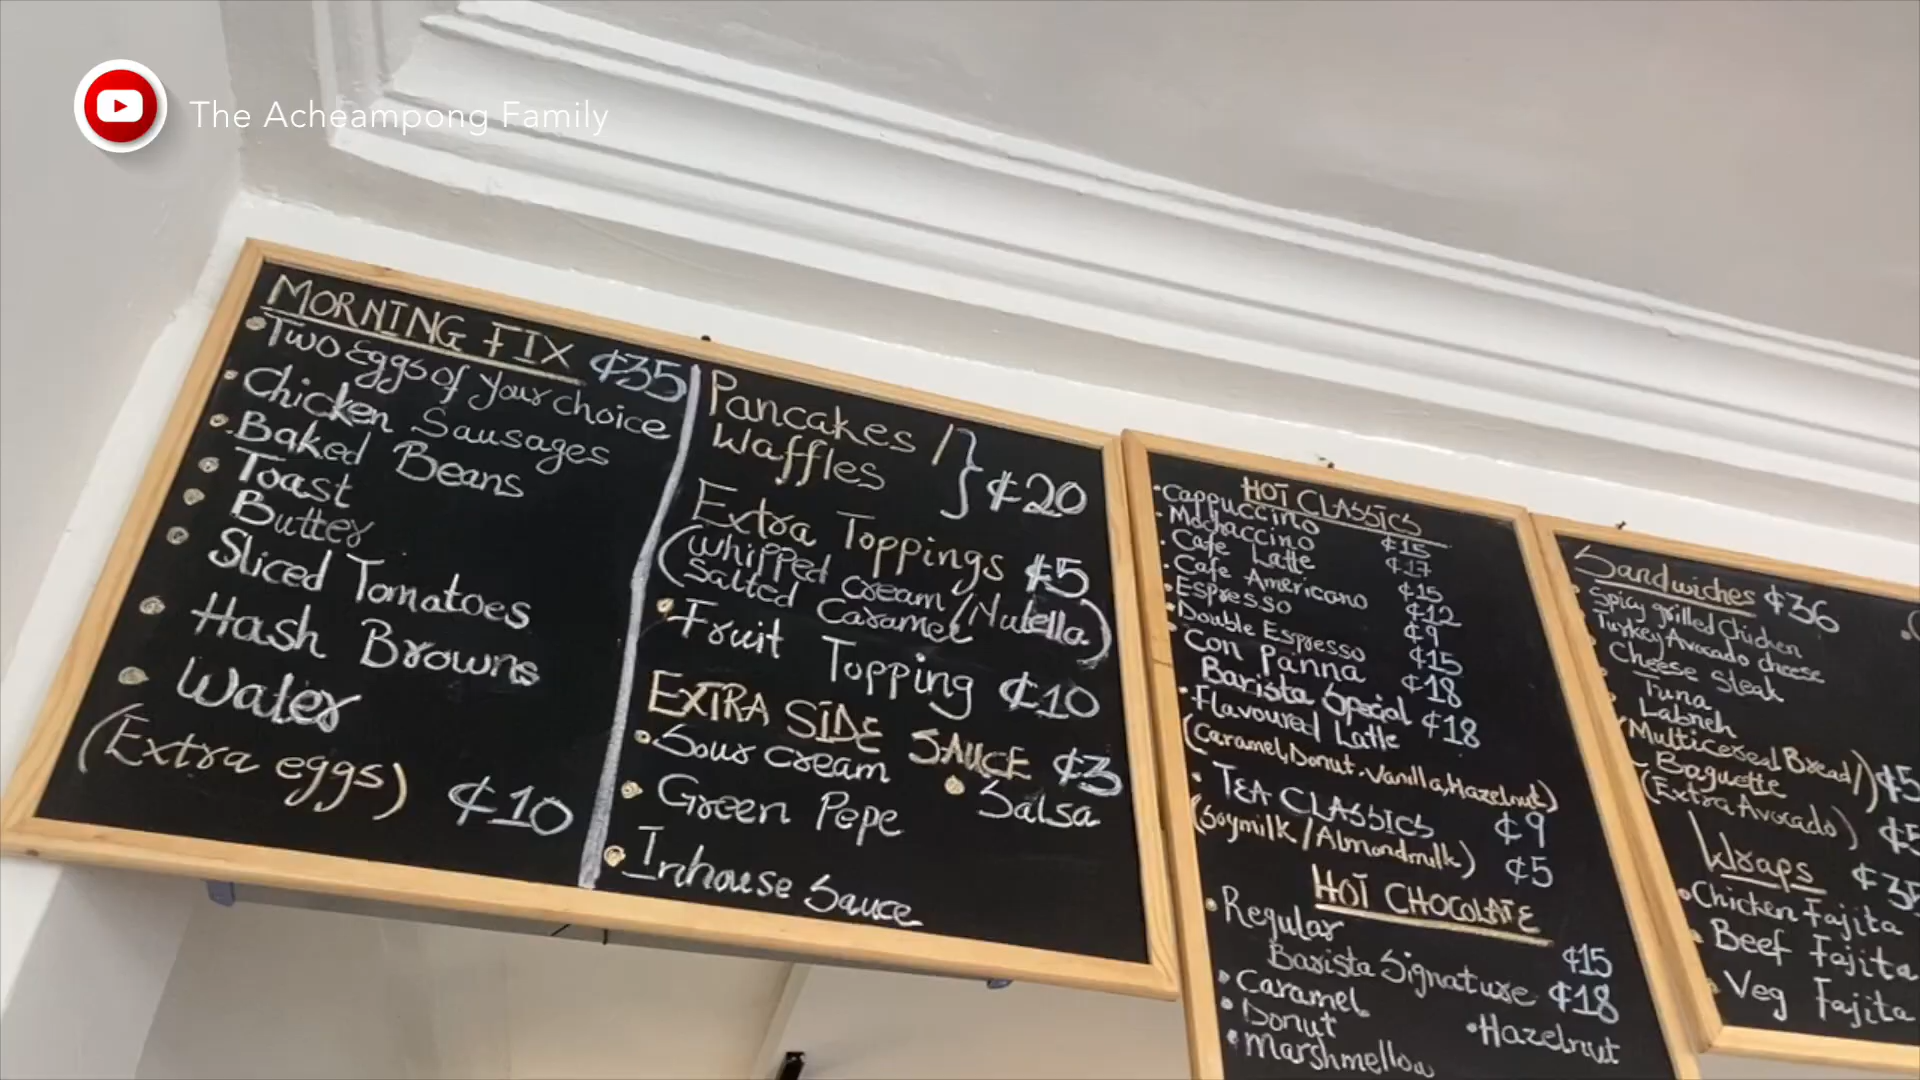 The Acheampong Family
MORNING FIX ₵35
Two eggs of your choice
Chicken Sausages
Baked Beans
Toast
Butter
Sliced Tomatoes
Hash Browns
Water
(Extra eggs) ₵10
Pancakes /
Waffles ₵20
Extra Toppings ₵5
(whipped cream/Nutella
salted Caramel)
Fruit Topping ₵10
EXTRA SIDE SAUCE ₵3
Sour cream
Salsa
Green Pepe
Inhouse Sauce
HOT CLASSICS
Cappuccino ₵15
Mochaccino ₵17
Cafe Latte ₵15
Cafe Americano ₵12
Espresso ₵9
Double Espresso ₵15
Con Panna ₵18
Barista Special ₵18
Flavoured Latte
(Caramel, Donut, Vanilla, Hazelnut)
TEA CLASSICS ₵9
(Soymilk/Almondmilk) ₵5
HOT CHOCOLATE
Regular ₵15
Barista Signature ₵18
Caramel
Hazelnut
Donut
Marshmellow
Sandwiches ₵36
Spicy grilled Chicken
Turkey Avocado cheese
Cheese Steak
Tuna
Labneh
(Multicereal Bread/
Baguette) ₵5
(Extra Avocado) ₵5
Wraps ₵35
Chicken Fajita
Beef Fajita
Veg Fajita